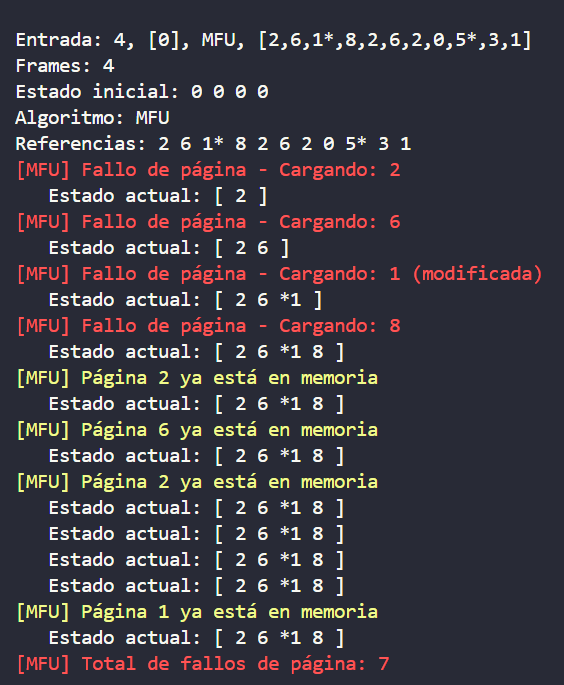 Entrada: 4, [0], MFU, [2,6,1*,8,2,6,2,0,5*,3,1]
Frames: 4
Estado inicial: 0 0 0 0
Algoritmo: MFU
Referencias: 2 6 1* 8 2 6 2 0 5* 3 1
[MFU] Fallo de página - Cargando: 2
Estado actual: [ 2 ]
[MFU] Fallo de página - Cargando: 6
Estado actual: [ 2 6 ]
[MFU] Fallo de página - Cargando: 1 (modificada)
Estado actual: [ 2 6 *1 ]
[MFU] Fallo de página - Cargando: 8
Estado actual: [ 2 6 *1 8 ]
[MFU] Página 2 ya está en memoria
Estado actual: [ 2 6 *1 8 ]
[MFU] Página 6 ya está en memoria
Estado actual: [ 2 6 *1 8 ]
[MFU] Página 2 ya está en memoria
Estado actual: [ 2 6 *1 8 ]
Estado actual: [ 2 6 *1 8 ]
Estado actual: [ 2 6 *1 8 ]
Estado actual: [ 2 6 *1 8 ]
[MFU] Página 1 ya está en memoria
Estado actual: [ 2 6 *1 8 ]
[MFU] Total de fallos de página: 7